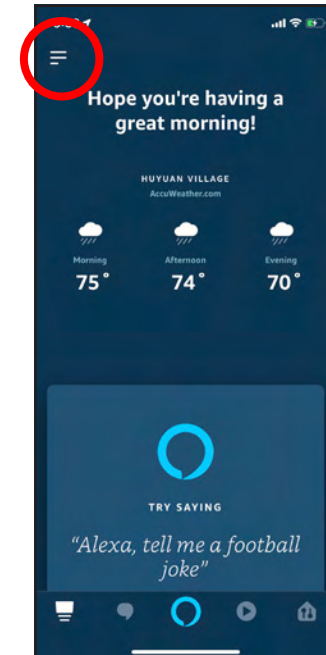 Hope you're having a
great morning!
HUYUAN VILLAGE
AccuWeather.com
Morning Afternoon Evening
75° 74° 70°
TRY SAYING
“Alexa, tell me a football
joke”